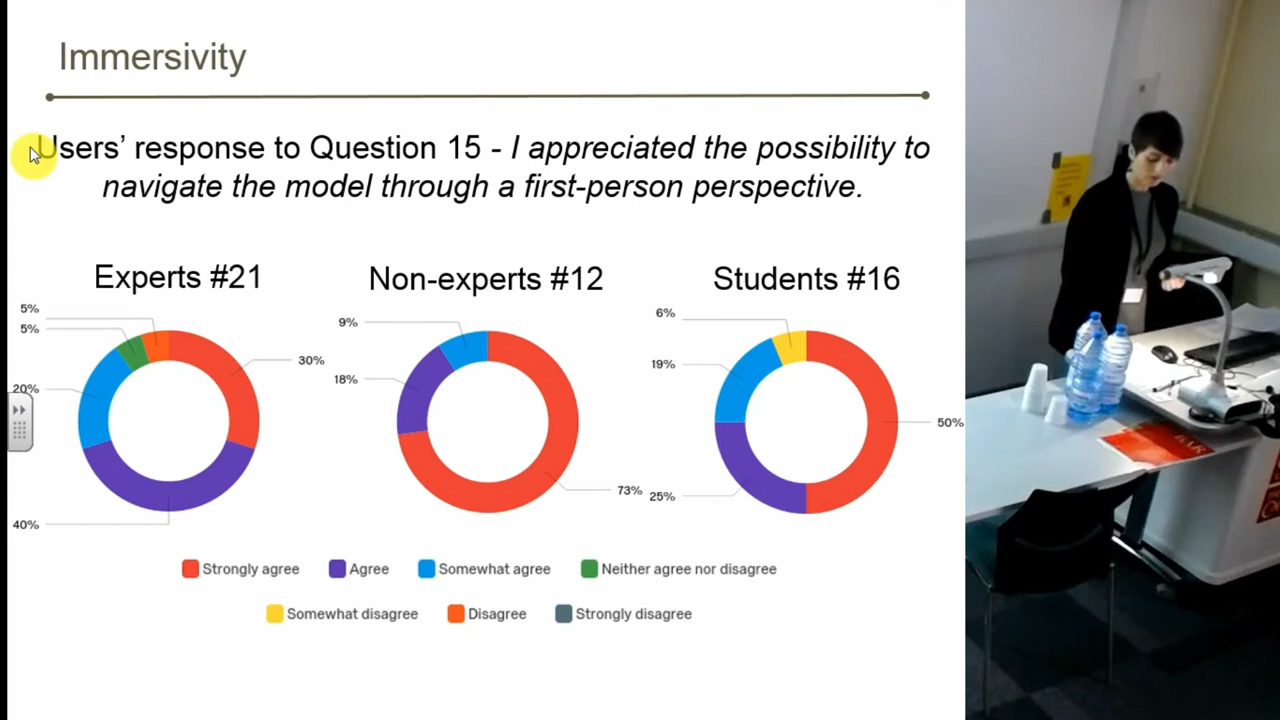 Immersivity
Users' response to Question 15 - I appreciated the possibility to
navigate the model through a first-person perspective.
Experts #21
Non-experts #12
Students #16
5%
5%
20%
40%
30%
9%
18%
73%
6%
19%
25%
50%
Strongly agree
Agree
Somewhat agree
Neither agree nor disagree
Somewhat disagree
Disagree
Strongly disagree
BAR